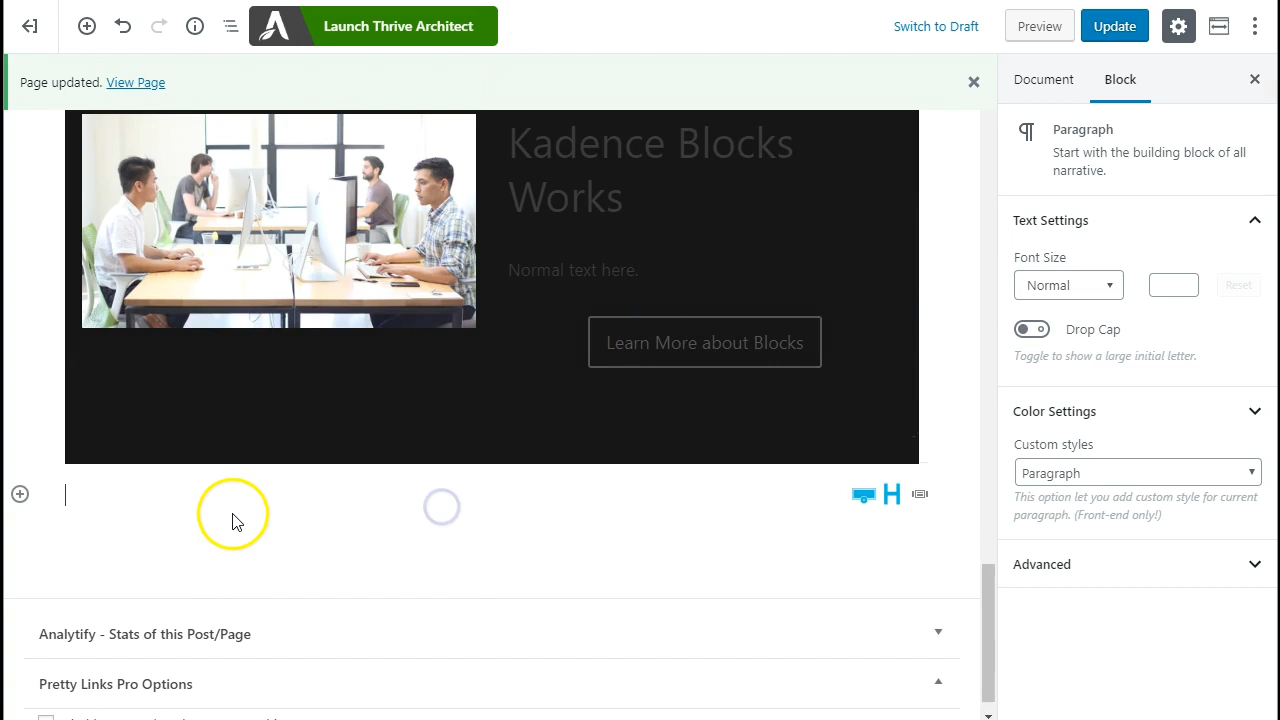 Launch Thrive Architect
Switch to Draft
Preview
Update
Page updated. View Page
Document
Block
Paragraph
Start with the building block of all
narrative.
Kadence Blocks
Works
Normal text here.
Learn More about Blocks
Text Settings
Font Size
Normal
Reset
Drop Cap
Toggle to show a large initial letter.
Color Settings
Custom styles
Paragraph
This option let you add custom style for current
paragraph. (Front-end only!)
Advanced
H
Analytify - Stats of this Post/Page
Pretty Links Pro Options